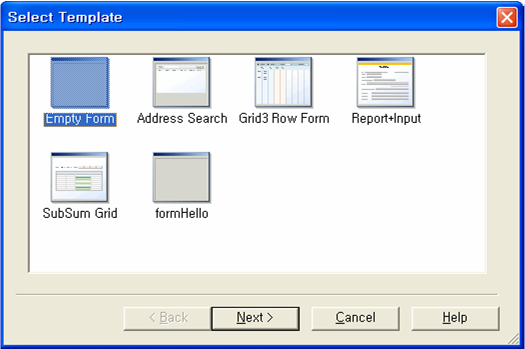 Select Template
Empty Form Address Search Grid3 Row Form Report+Input
SubSum Grid formHello
< Back Next > Cancel Help